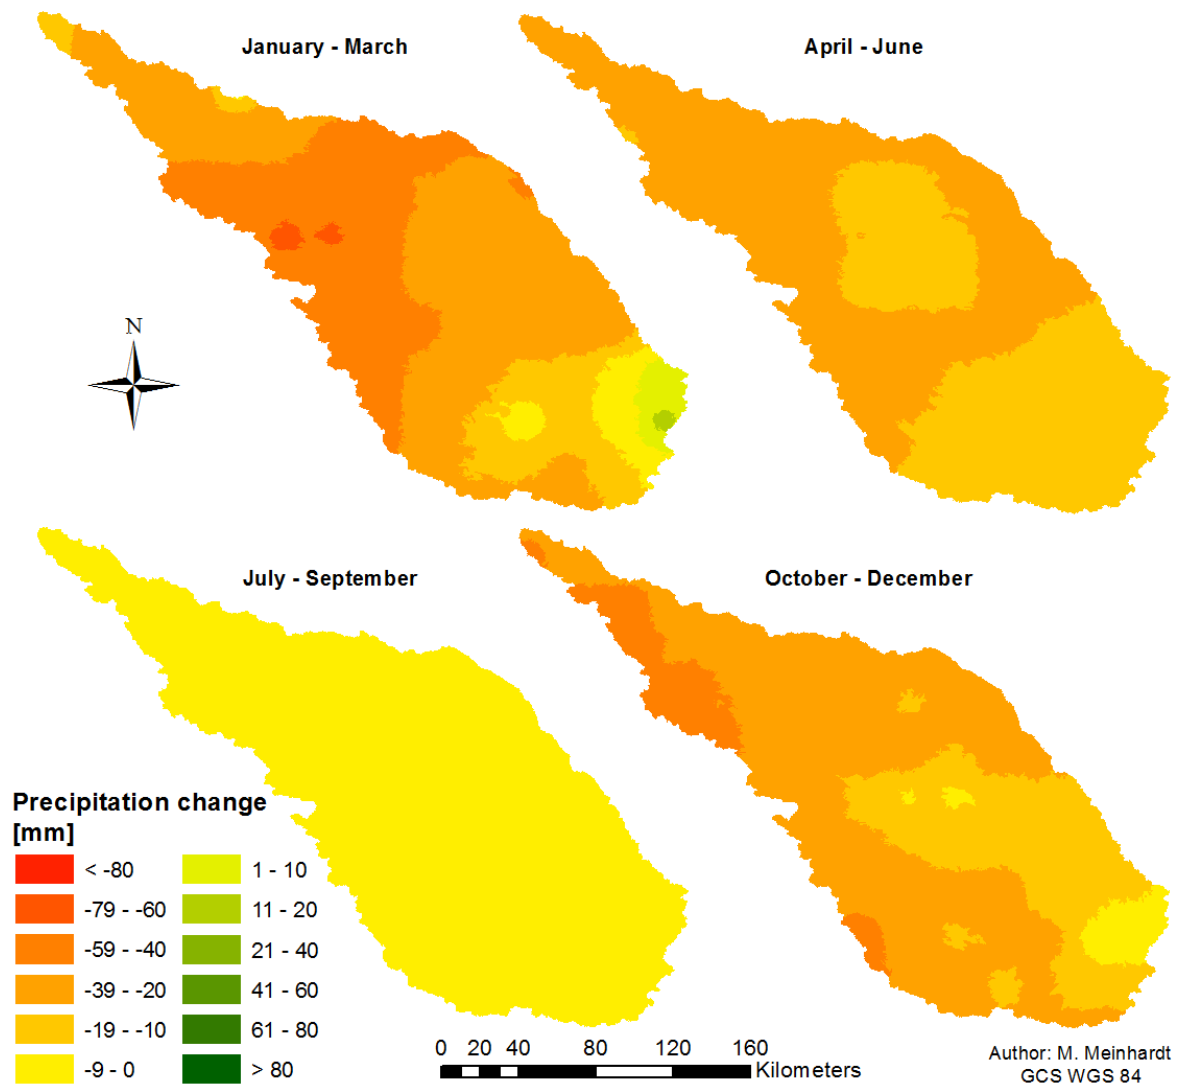 January - March
April - June
N
July - September
October - December
Precipitation change
[mm]
< -80
-79 - -60
-59 - -40
-39 - -20
-19 - -10
-9 - 0
1 - 10
11 - 20
21 - 40
41 - 60
61 - 80
> 80
0 20 40 80 120 160
Kilometers
Author: M. Meinhardt
GCS WGS 84